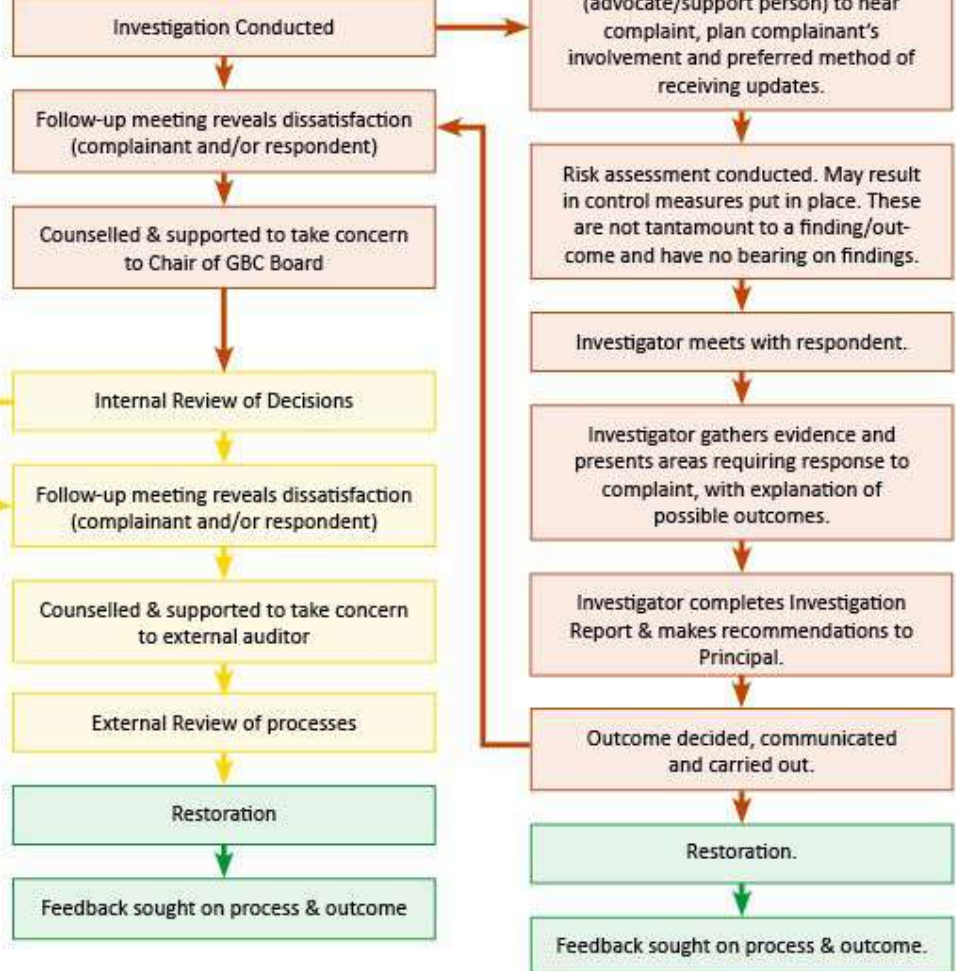 Investigation Conducted
Follow-up meeting reveals dissatisfaction
(complainant and/or respondent)
Counselled & supported to take concern
to Chair of GBC Board
Internal Review of Decisions
Follow-up meeting reveals dissatisfaction
(complainant and/or respondent)
Counselled & supported to take concern
to external auditor
External Review of processes
Restoration
Feedback sought on process & outcome
(advocate/support person) to hear
complaint, plan complainant's
involvement and preferred method of
receiving updates.
Risk assessment conducted. May result
in control measures put in place. These
are not tantamount to a finding/out-
come and have no bearing on findings.
Investigator meets with respondent.
Investigator gathers evidence and
presents areas requiring response to
complaint, with explanation of
possible outcomes.
Investigator completes Investigation
Report & makes recommendations to
Principal.
Outcome decided, communicated
and carried out.
Restoration.
Feedback sought on process & outcome.